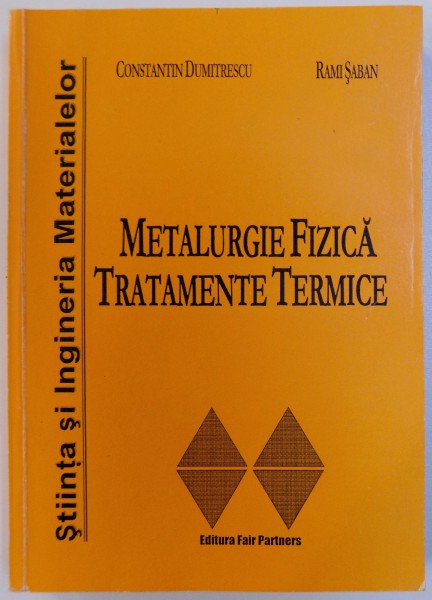 CONSTANTIN DUMITRESCU RAMI ŞABAN
Ştiinţa şi Ingineria Materialelor
METALURGIE FIZICĂ
TRATAMENTE TERMICE
Editura Fair Partners